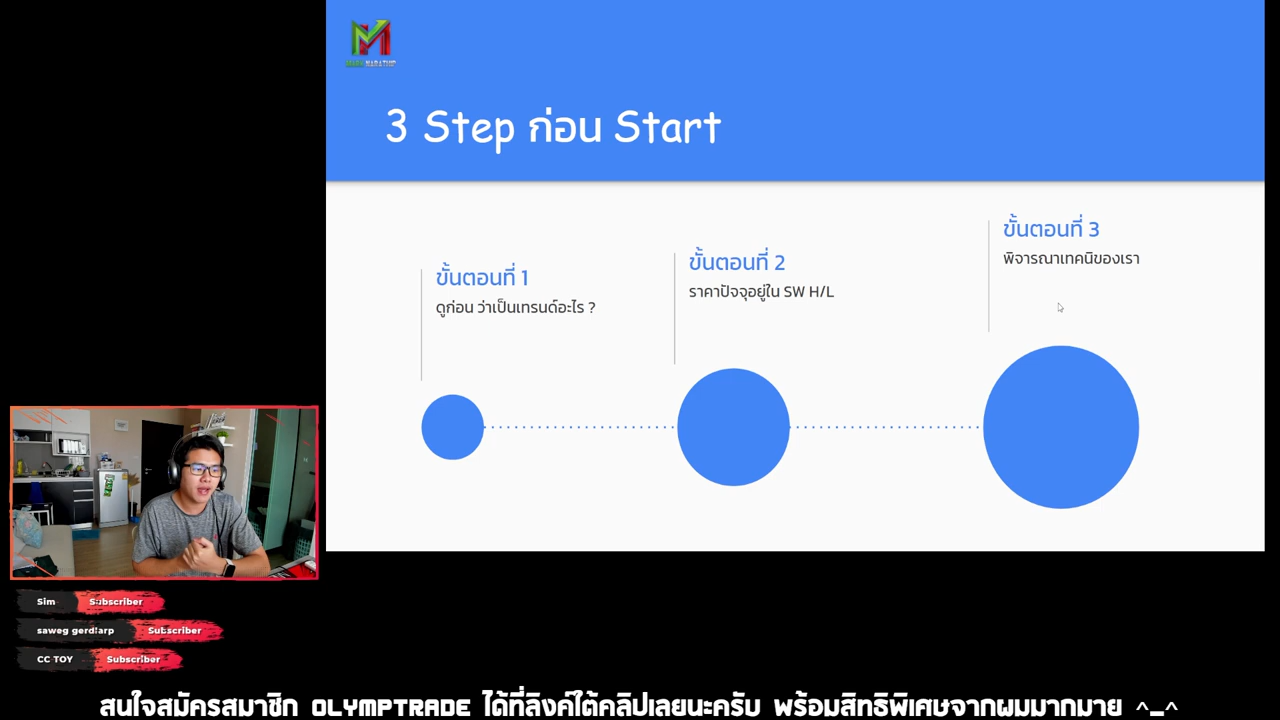 3 Step ก่อน Start
ขั้นตอนที่ 1
ดูก่อน ว่าเป็นเทรนด์อะไร ?
ขั้นตอนที่ 2
ราคาปัจจุอยู่ใน SW H/L
ขั้นตอนที่ 3
พิจารณาเทคนิของเรา
Sim Subscriber
saweg gerdlarp Subscriber
CC TOY Subscriber
สนใจสมัครสมาชิก OLYMPTRADE ได้ที่ลิงค์ใต้คลิปเลยนะครับ พร้อมสิทธิพิเศษจากผมมากมาย ^_^